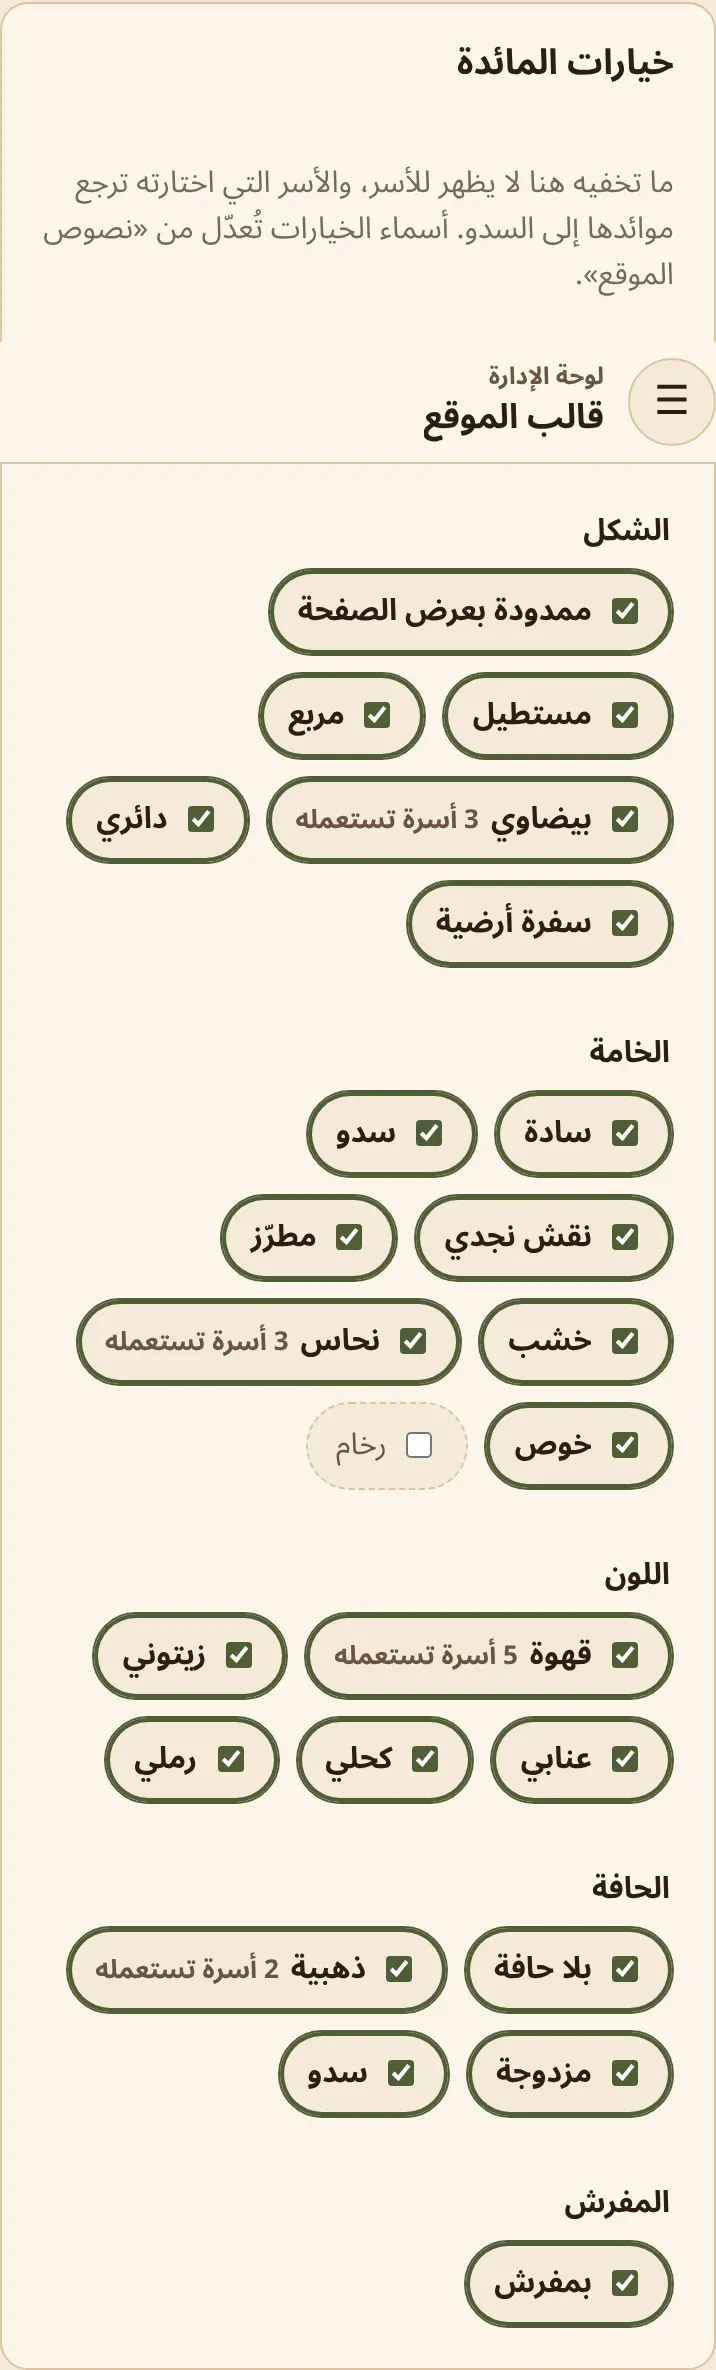 خيارات المائدة
ما تخفيه هنا لا يظهر للأسر، والأسر التي اختارته ترجع
موائدها إلى السدو. أسماء الخيارات تُعدّل من «نصوص
الموقع».
لوحة الإدارة
قالب الموقع
الشكل
ممدودة بعرض الصفحة
مستطيل مربع
بيضاوي 3 أسرة تستعمله دائري
سفرة أرضية
الخامة
سادة سدو
نقش نجدي مطرّز
خشب نحاس 3 أسرة تستعمله
خوص رخام
اللون
قهوة 5 أسرة تستعمله زيتوني
عنابي كحلي رملي
الحافة
بلا حافة ذهبية 2 أسرة تستعمله
مزدوجة سدو
المفرش
بمفرش